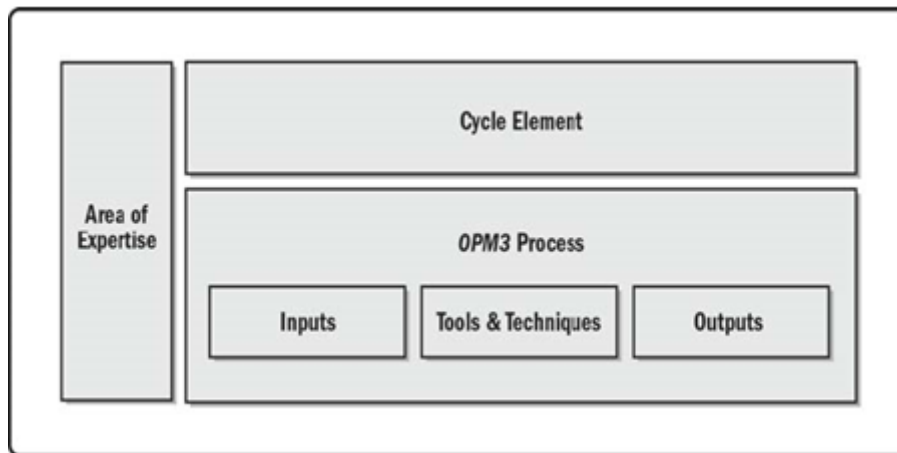 Cycle Element
Area of
Expertise
OPM3 Process
Inputs
Tools & Techniques
Outputs